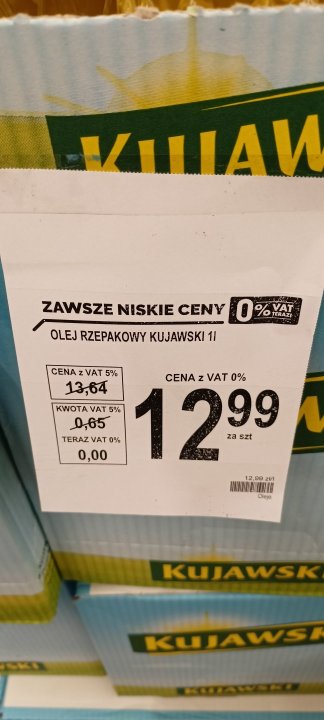 KUJAW
ZAWSZE NISKIE CENY 0% VAT TERAZ!
OLEJ RZEPAKOWY KUJAWSKI 1l
CENA z VAT 5%
13,64
KWOTA VAT 5%
0,65
TERAZ VAT 0%
0,00
CENA z VAT 0%
12 99
za szt
12,99 zł/l
Oleje
KUJAWSKI
KUJAWSKI
KUJAWSKI